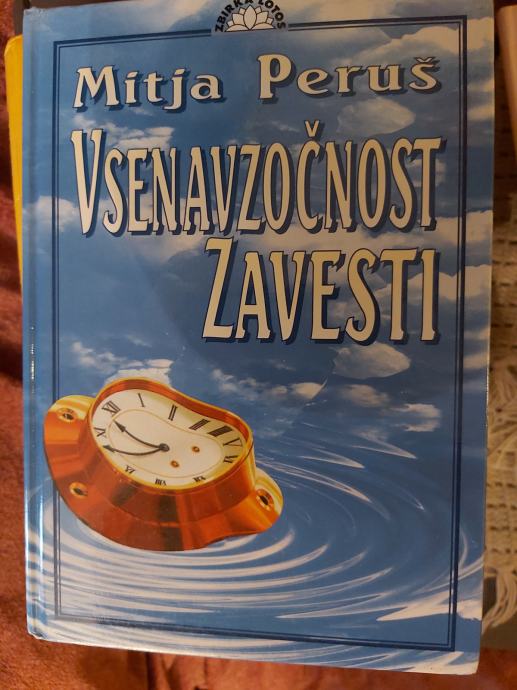 ZBIRKA LOTOS
Mitja Peruš
VSENAVZOČNOST
ZAVESTI